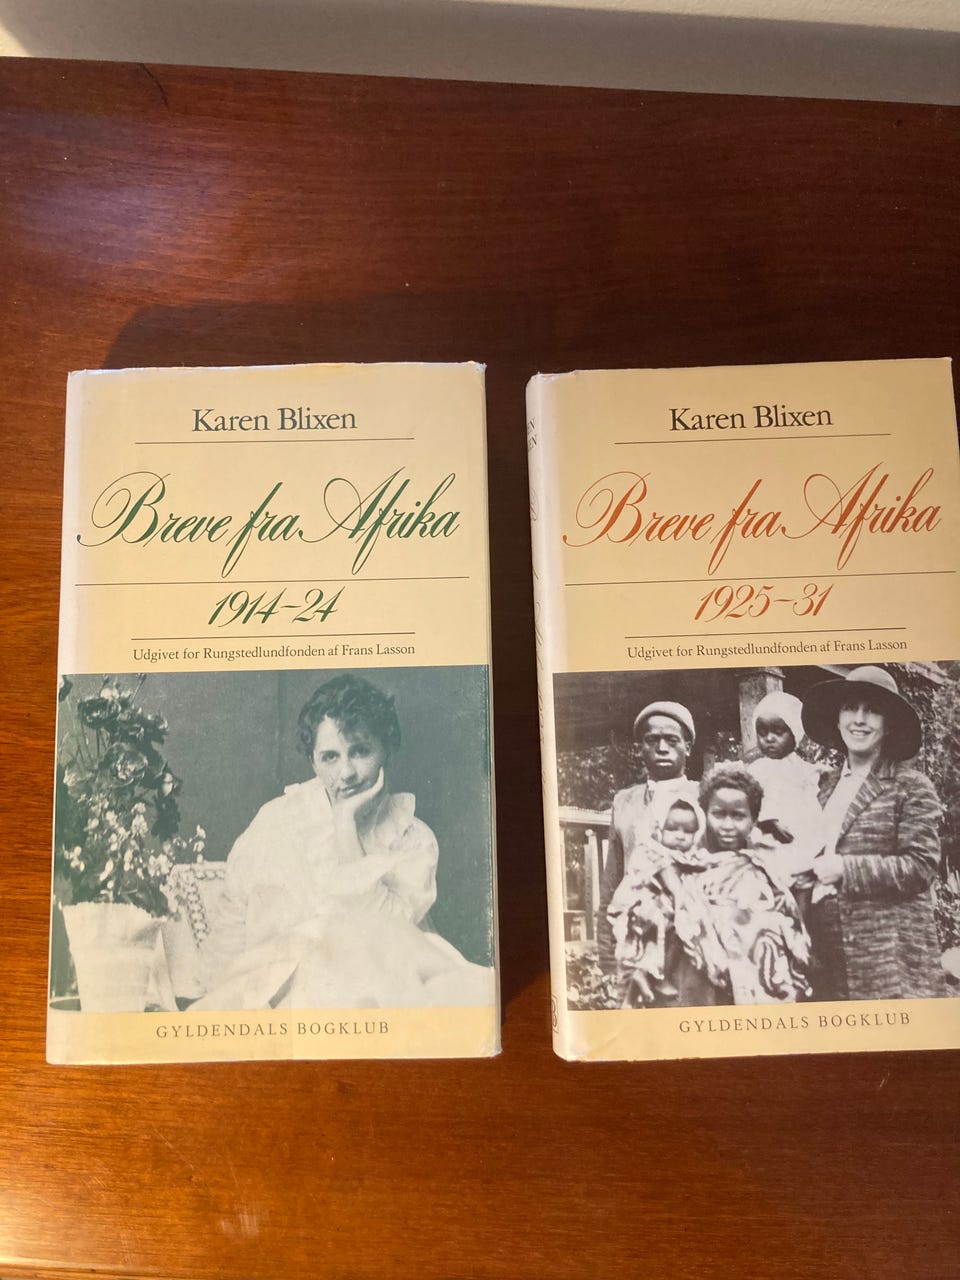 Karen Blixen
Breve fra Afrika
1914-24
Udgivet for Rungstedlundfonden af Frans Lasson
GYLDENDALS BOGKLUB
Karen Blixen
Breve fra Afrika
1925-31
Udgivet for Rungstedlundfonden af Frans Lasson
GYLDENDALS BOGKLUB